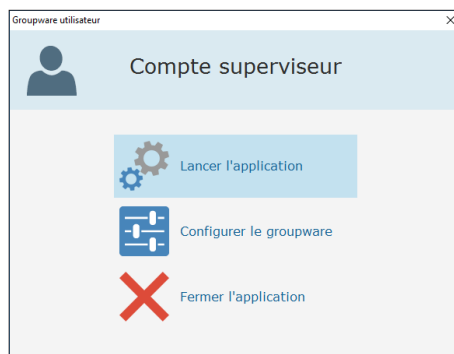 Groupware utilisateur
Compte superviseur
Lancer l'application
Configurer le groupware
Fermer l'application